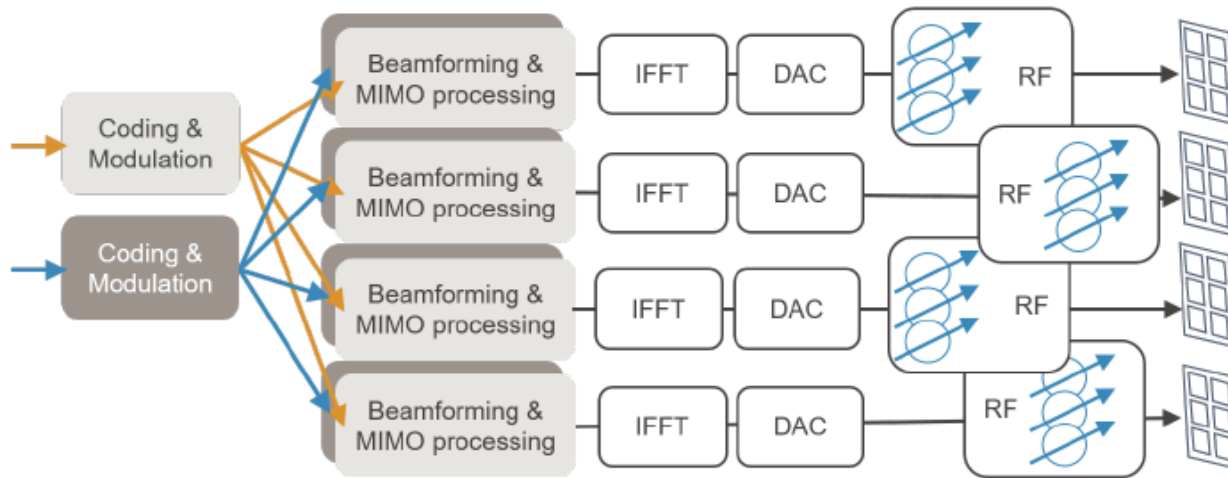 Coding &
Modulation
Coding &
Modulation
Beamforming &
MIMO processing
IFFT
DAC
RF
Beamforming &
MIMO processing
IFFT
DAC
RF
Beamforming &
MIMO processing
IFFT
DAC
RF
Beamforming &
MIMO processing
IFFT
DAC
RF